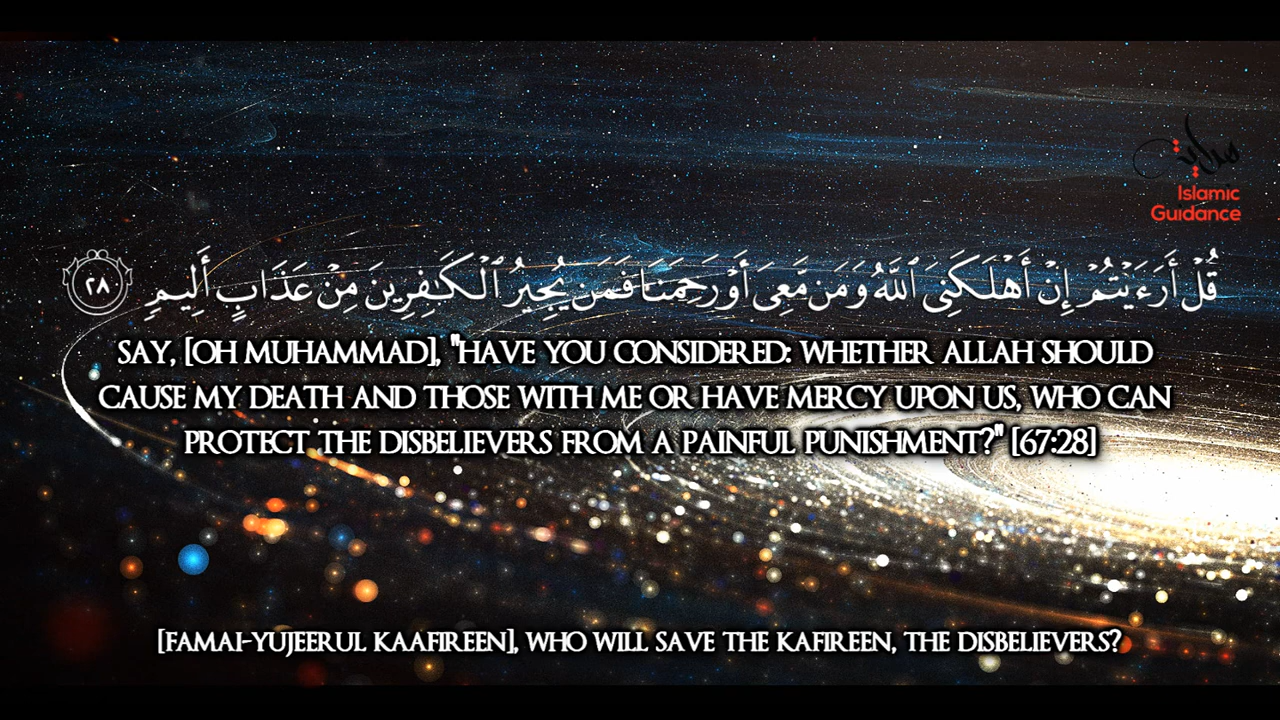 هداية
Islamic
Guidance
قُلْ أَرَءَيْتُمْ إِنْ أَهْلَكَنِىَ ٱللَّهُ وَمَن مَّعِىَ أَوْ رَحِمَنَا فَمَن يُجِيرُ ٱلْكَـٰفِرِينَ مِنْ عَذَابٍ أَلِيمٍۢ ٢٨
SAY, [OH MUHAMMAD], "HAVE YOU CONSIDERED: WHETHER ALLAH SHOULD
CAUSE MY DEATH AND THOSE WITH ME OR HAVE MERCY UPON US, WHO CAN
PROTECT THE DISBELIEVERS FROM A PAINFUL PUNISHMENT?" [67:28]
[FAMAI-YUJEERUL KAAFIREEN], WHO WILL SAVE THE KAFIREEN, THE DISBELIEVERS?